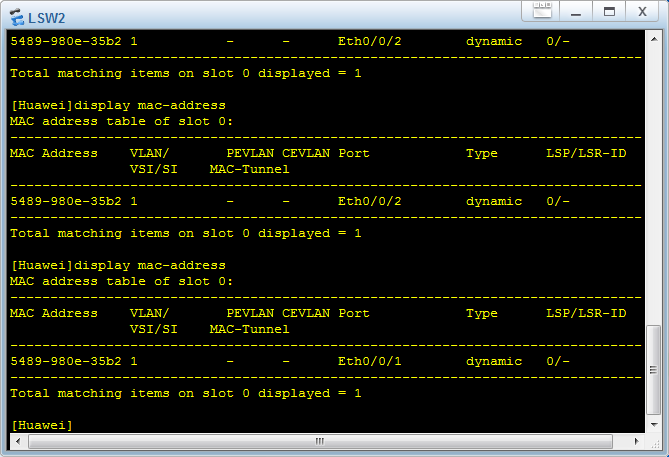 LSW2
5489-980e-35b2 1           -      -      Eth0/0/2        dynamic   0/-
-------------------------------------------------------------------------------
Total matching items on slot 0 displayed = 1
[Huawei]display mac-address
MAC address table of slot 0:
-------------------------------------------------------------------------------
MAC Address    VLAN/       PEVLAN CEVLAN Port            Type      LSP/LSR-ID
               VSI/SI    MAC-Tunnel
-------------------------------------------------------------------------------
5489-980e-35b2 1           -      -      Eth0/0/2        dynamic   0/-
-------------------------------------------------------------------------------
Total matching items on slot 0 displayed = 1
[Huawei]display mac-address
MAC address table of slot 0:
-------------------------------------------------------------------------------
MAC Address    VLAN/       PEVLAN CEVLAN Port            Type      LSP/LSR-ID
               VSI/SI    MAC-Tunnel
-------------------------------------------------------------------------------
5489-980e-35b2 1           -      -      Eth0/0/1        dynamic   0/-
-------------------------------------------------------------------------------
Total matching items on slot 0 displayed = 1
[Huawei]